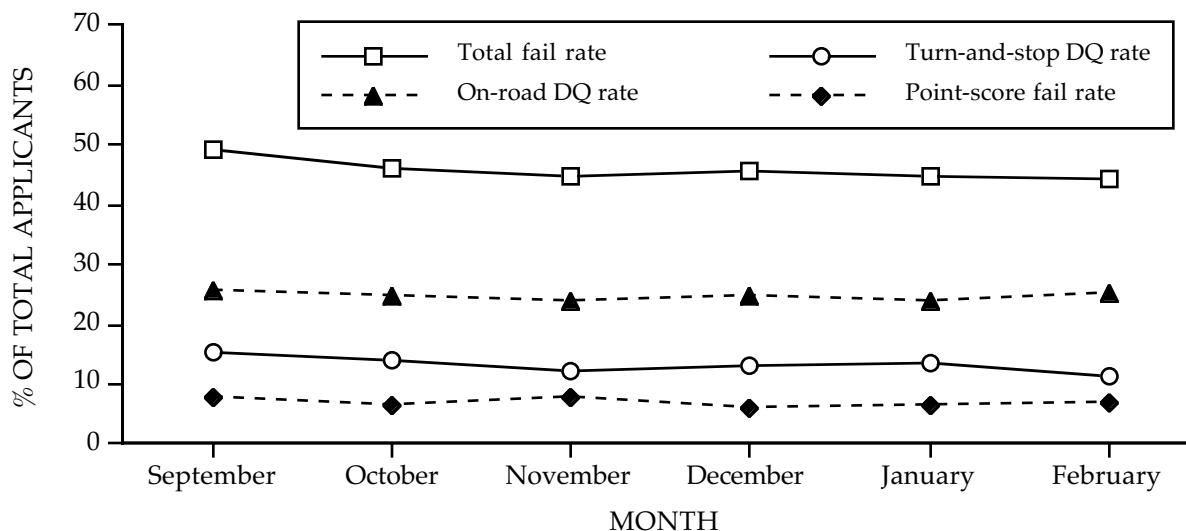 70
60
50
40
30
20
10
0
% OF TOTAL APPLICANTS
Total fail rate
Turn-and-stop DQ rate
On-road DQ rate
Point-score fail rate
September October November December January February
MONTH